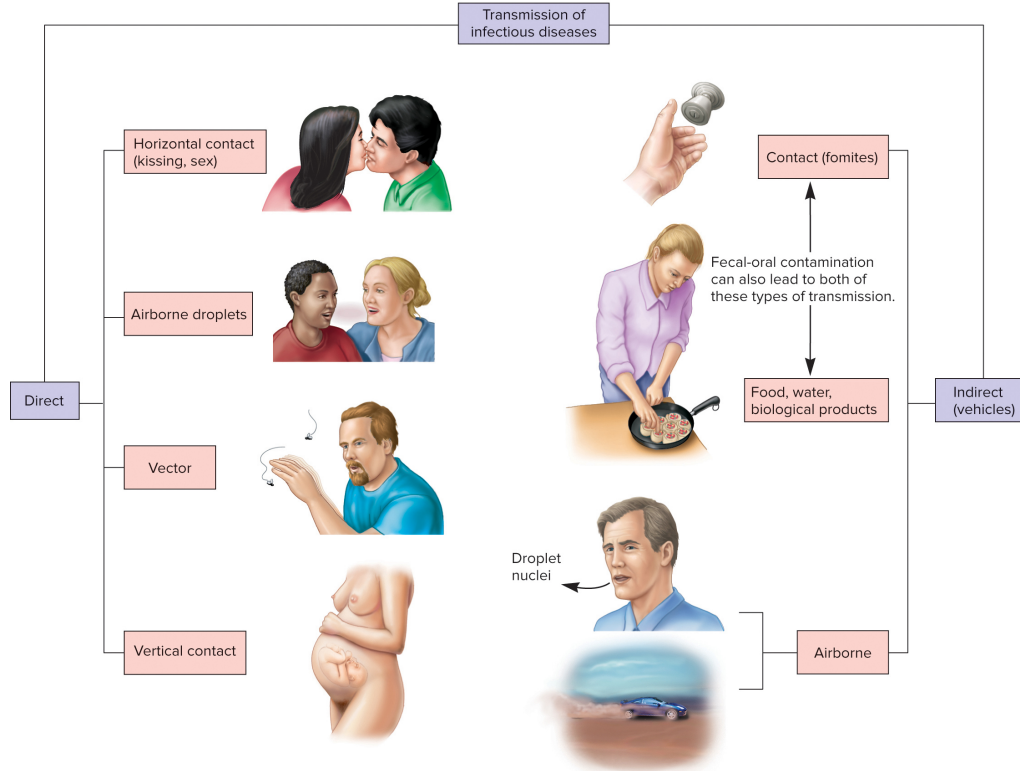 Transmission of
infectious diseases
Horizontal contact
(kissing, sex)
Contact (fomites)
Fecal-oral contamination
can also lead to both of
these types of transmission.
Airborne droplets
Direct
Food, water,
biological products
Indirect
(vehicles)
Vector
Droplet
nuclei
Vertical contact
Airborne